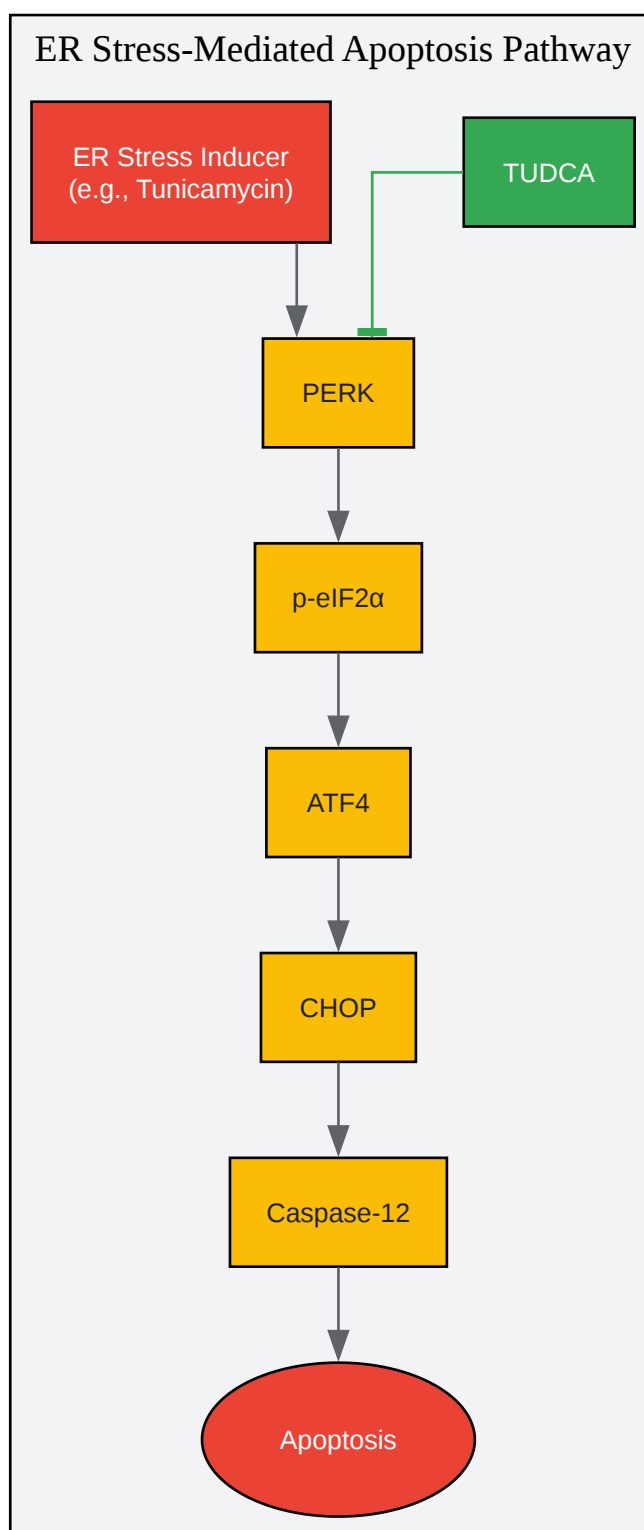 ER Stress-Mediated Apoptosis Pathway
ER Stress Inducer
(e.g., Tunicamycin)
TUDCA
PERK
p-eIF2α
ATF4
CHOP
Caspase-12
Apoptosis